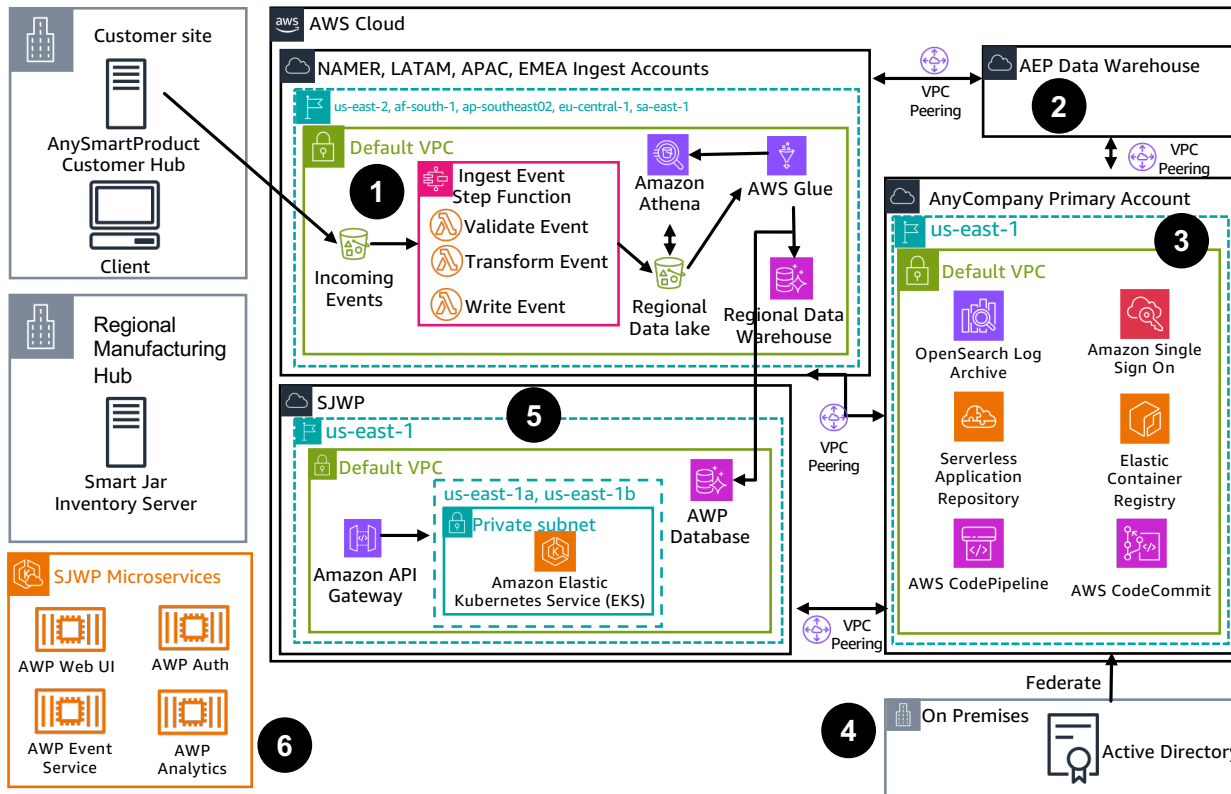 Customer site
AnySmartProduct
Customer Hub
Client
Regional
Manufacturing
Hub
Smart Jar
Inventory Server
SJWP Microservices
AWP Web UI
AWP Auth
AWP Event
Service
AWP
Analytics
6
aws
AWS Cloud
NAMER, LATAM, APAC, EMEA Ingest Accounts
us-east-2, af-south-1, ap-southeast02, eu-central-1, sa-east-1
Default VPC
1
Incoming
Events
Ingest Event
Step Function
Validate Event
Transform Event
Write Event
Amazon
Athena
AWS Glue
Regional
Data lake
Regional Data
Warehouse
VPC
Peering
AEP Data Warehouse
2
VPC
Peering
AnyCompany Primary Account
us-east-1
3
Default VPC
OpenSearch Log
Archive
Amazon Single
Sign On
Serverless
Application
Repository
Elastic
Container
Registry
AWS CodePipeline
AWS CodeCommit
VPC
Peering
SJWP
5
us-east-1
Default VPC
us-east-1a, us-east-1b
Private subnet
Amazon API
Gateway
Amazon Elastic
Kubernetes Service (EKS)
AWP
Database
VPC
Peering
Federate
4
On Premises
Active Directory